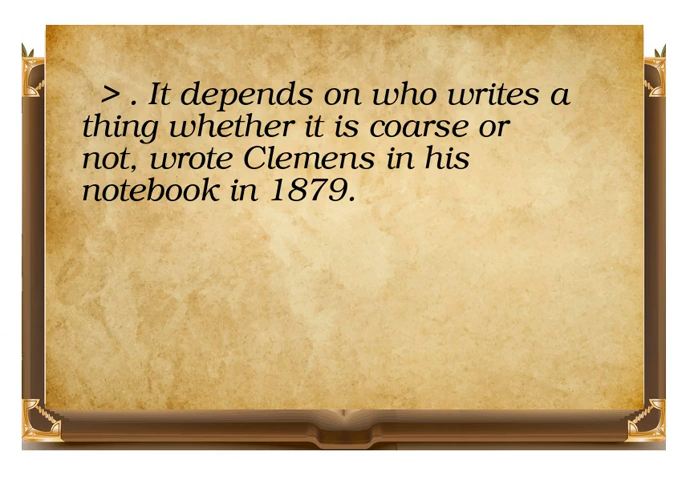 > . It depends on who writes a
thing whether it is coarse or
not, wrote Clemens in his
notebook in 1879.